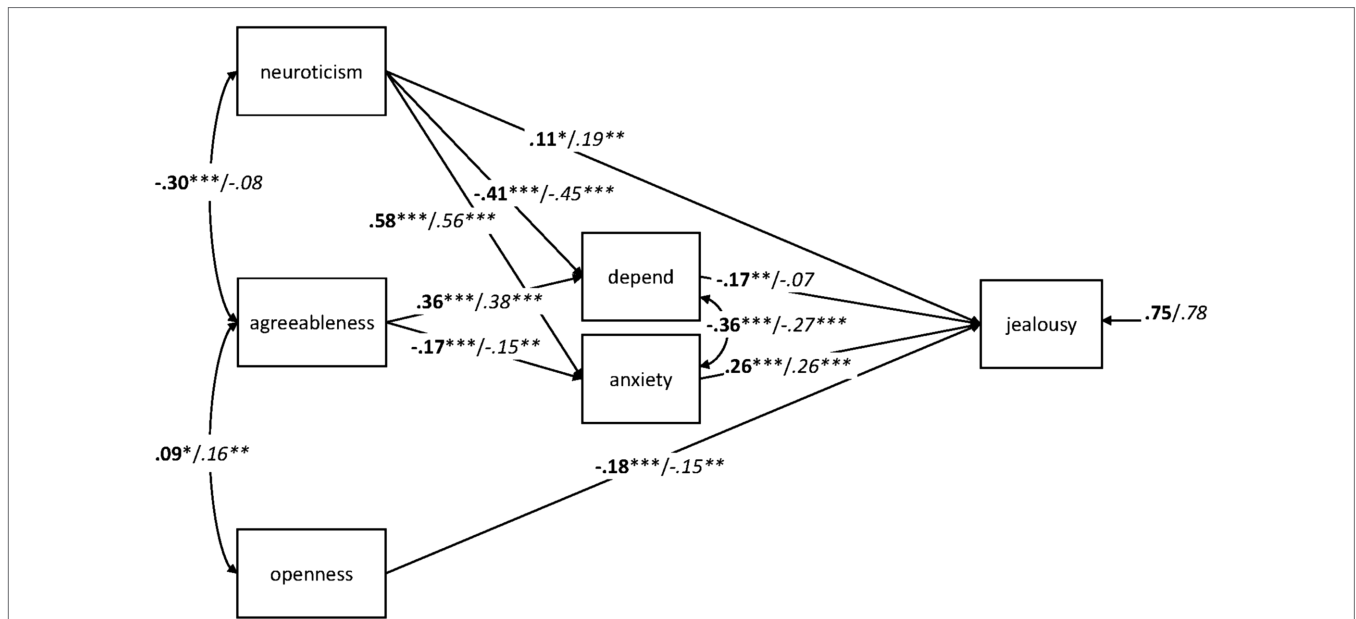 neuroticism
.11*/.19**
-.30***/-.08
-.41***/-.45***
.58***/.56***
depend
-.17**/-.07
.36***/.38***
agreeableness
-.36***/-.27***
jealousy
.75/.78
-.17***/-.15**
anxiety
.26***/.26***
.09*/.16**
-.18***/-.15**
openness